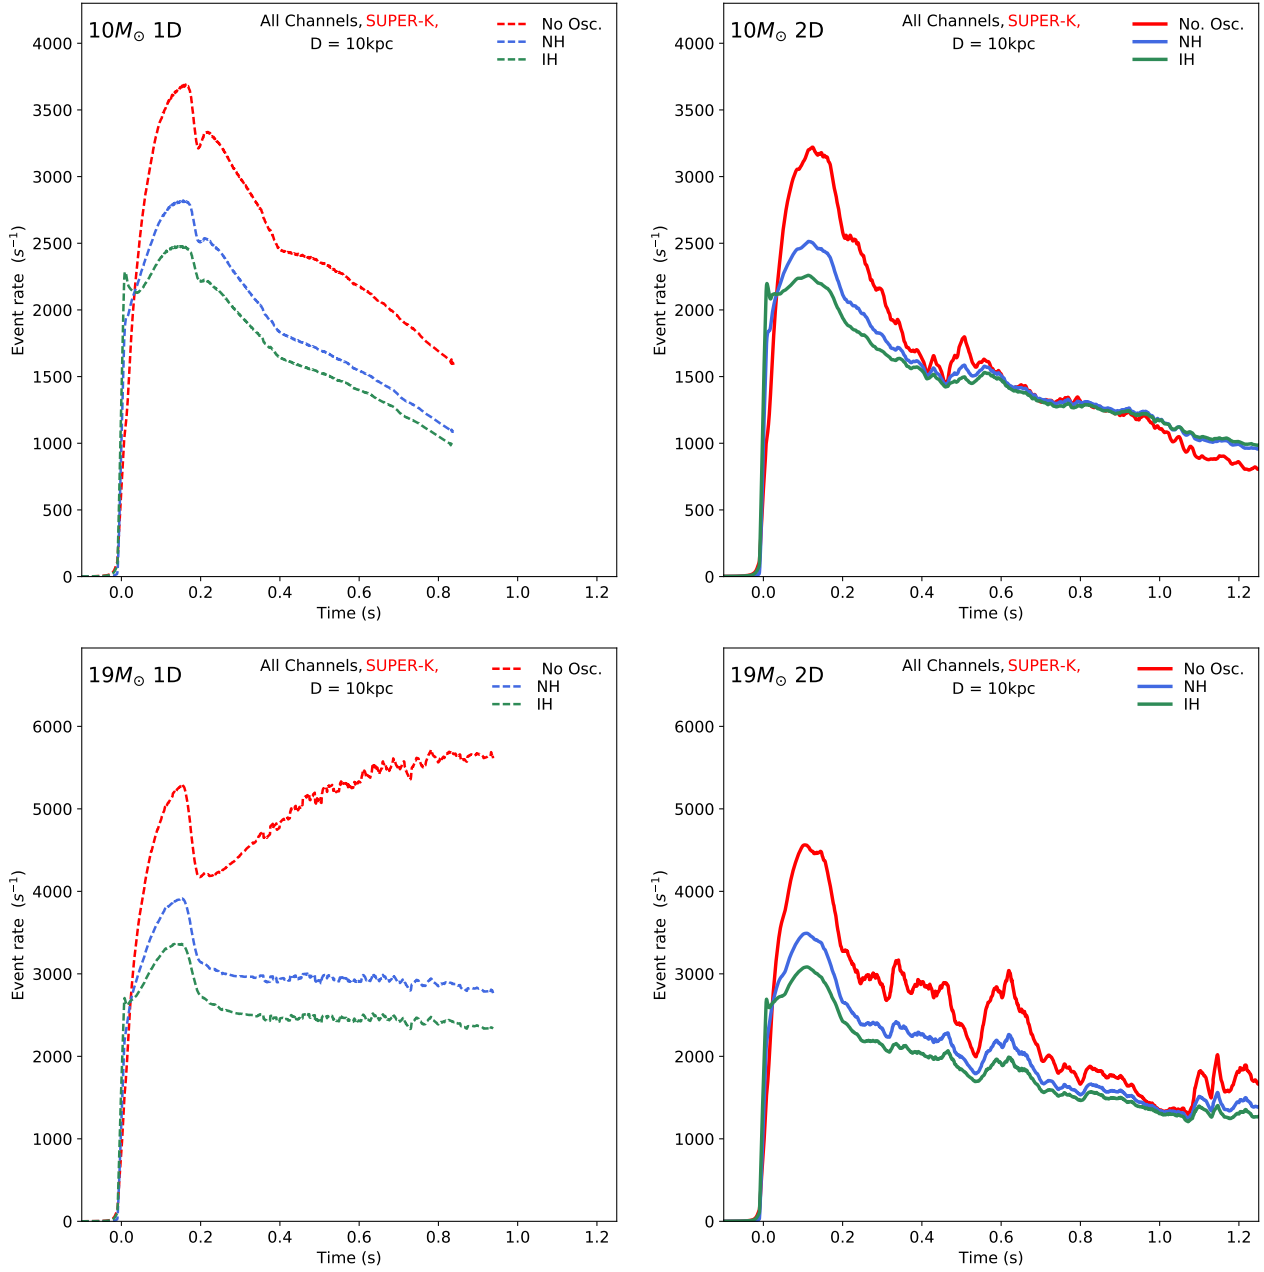 10M⊙ 1D
All Channels, SUPER-K,
D = 10kpc
No Osc.
NH
IH
Event rate (s⁻¹)
4000
3500
3000
2500
2000
1500
1000
500
0
0.0 0.2 0.4 0.6 0.8 1.0 1.2
Time (s)
10M⊙ 2D
All Channels, SUPER-K,
D = 10kpc
No. Osc.
NH
IH
Event rate (s⁻¹)
4000
3500
3000
2500
2000
1500
1000
500
0
0.0 0.2 0.4 0.6 0.8 1.0 1.2
Time (s)
19M⊙ 1D
All Channels, SUPER-K,
D = 10kpc
No Osc.
NH
IH
Event rate (s⁻¹)
6000
5000
4000
3000
2000
1000
0
0.0 0.2 0.4 0.6 0.8 1.0 1.2
Time (s)
19M⊙ 2D
All Channels, SUPER-K,
D = 10kpc
No Osc.
NH
IH
Event rate (s⁻¹)
6000
5000
4000
3000
2000
1000
0
0.0 0.2 0.4 0.6 0.8 1.0 1.2
Time (s)